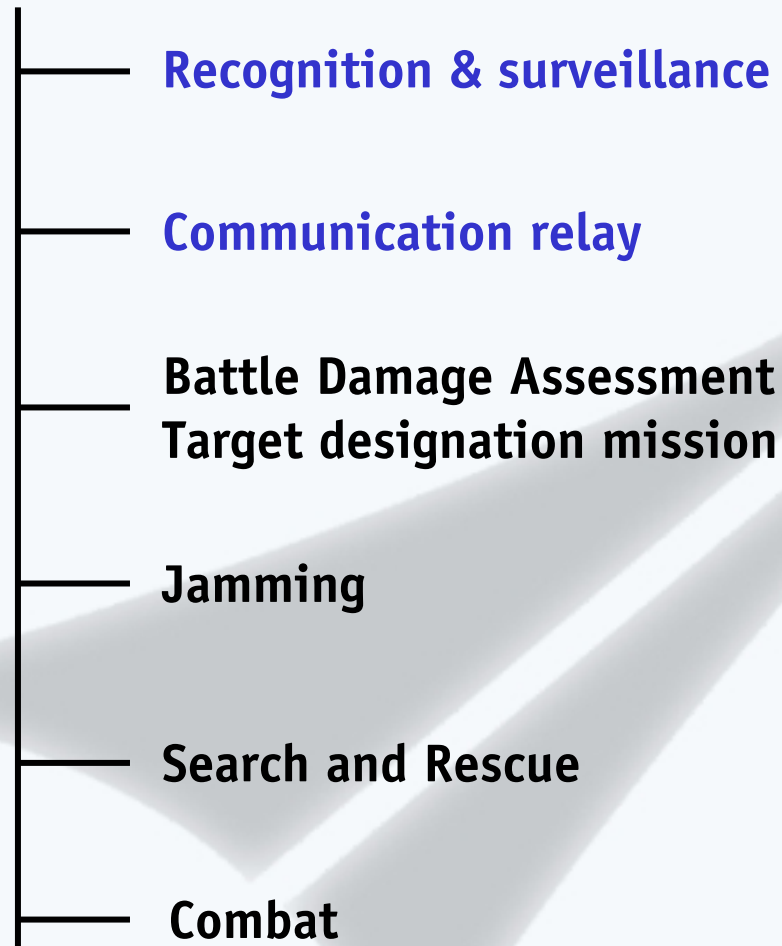 Recognition & surveillance
Communication relay
Battle Damage Assessment
Target designation mission
Jamming
Search and Rescue
Combat